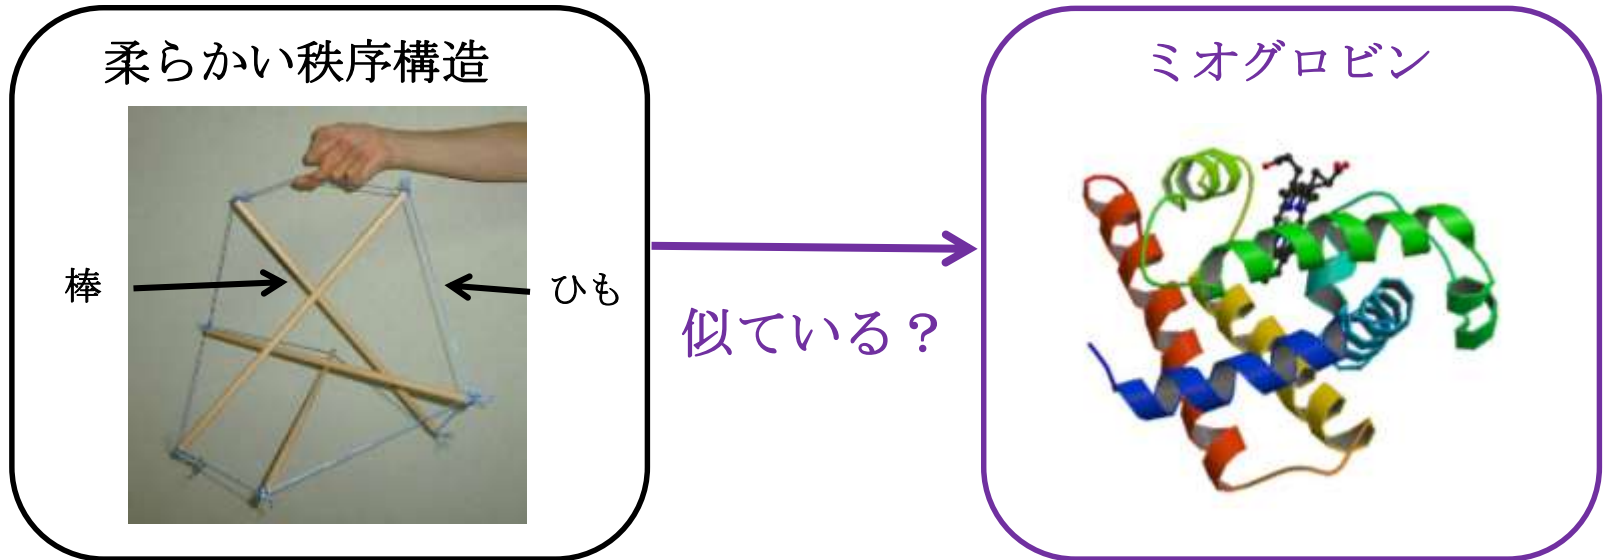 柔らかい秩序構造
棒
ひも
似ている？
ミオグロビン